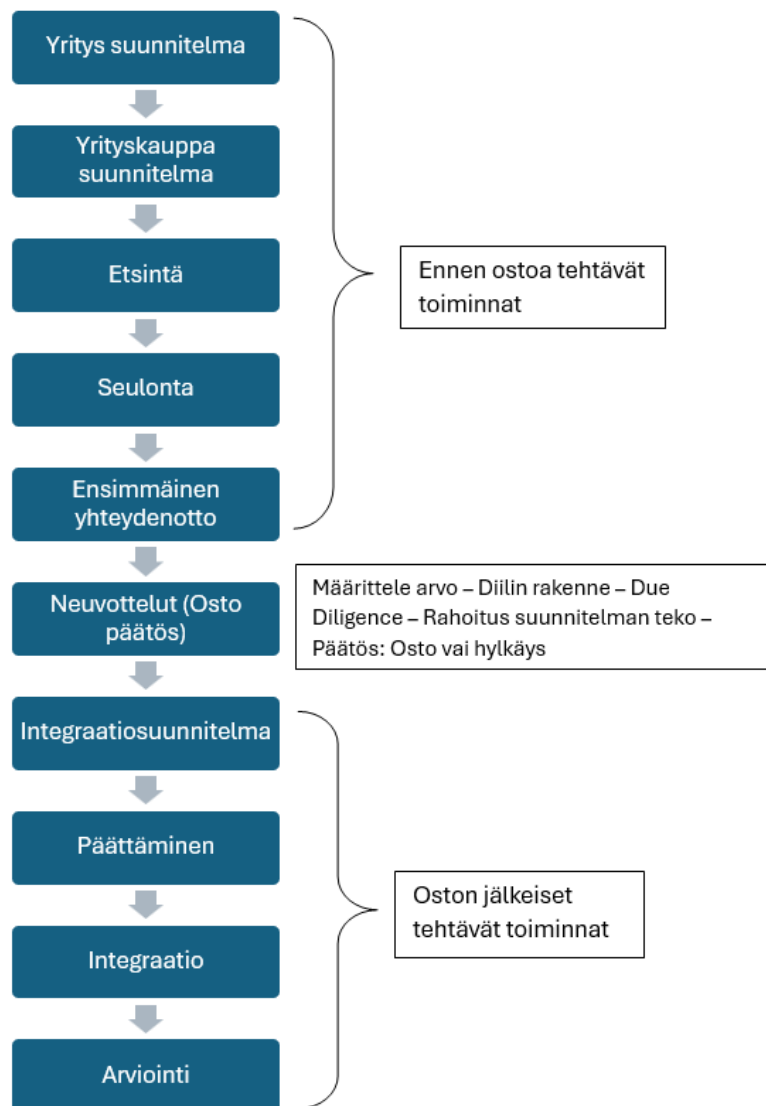 Yritys suunnitelma
Yrityskauppa
suunnitelma
Etsintä
Ennen ostoa tehtävät
toiminnat
Seulonta
Ensimmäinen
yhteydenotto
Neuvottelut (Osto
päätös)
Määrittele arvo – Diilin rakenne – Due
Diligence – Rahoitus suunnitelman teko –
Päätös: Osto vai hylkäys
Integraatiosuunnitelma
Päättäminen
Oston jälkeiset
tehtävät toiminnat
Integraatio
Arviointi